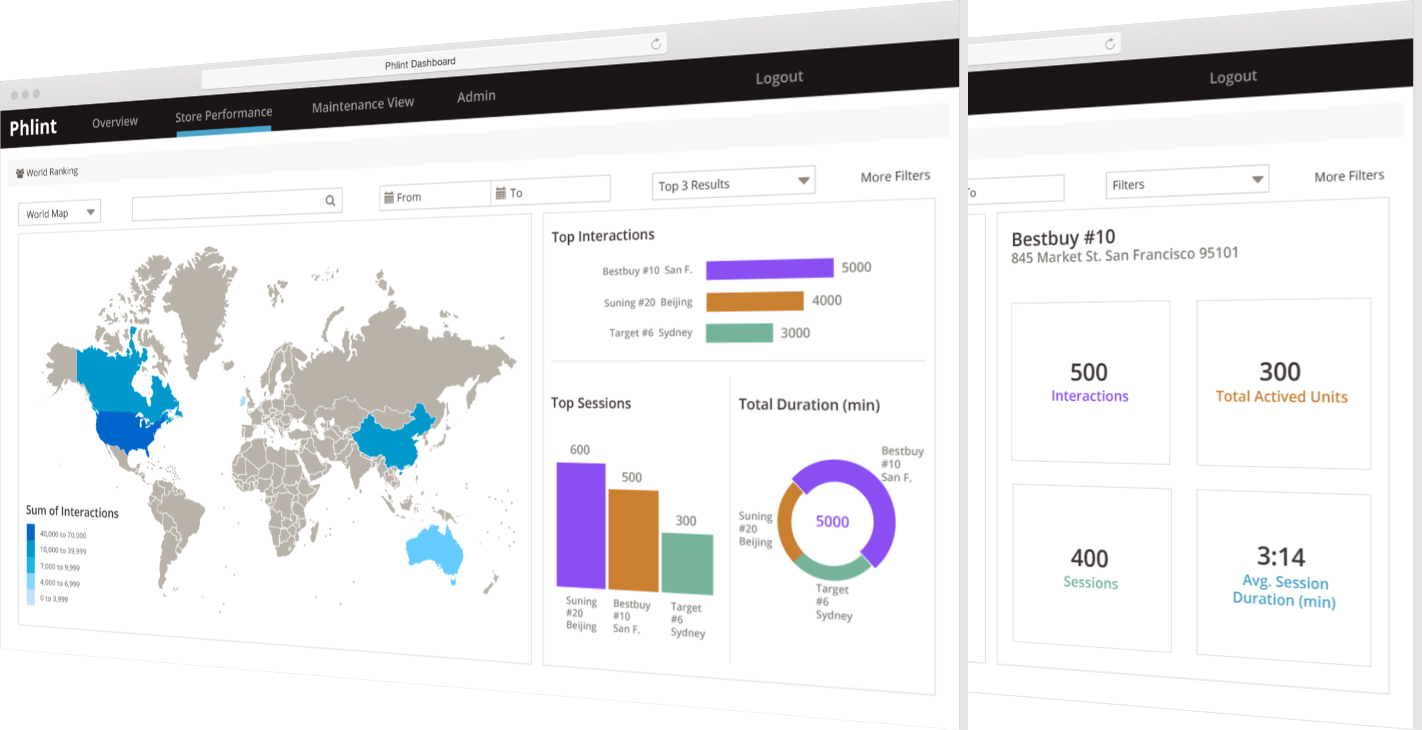 Phlint Dashboard
Phlint
Overview
Store Performance
Maintenance View
Admin
Logout
World Ranking
World Map
From
To
Top 3 Results
More Filters
Sum of Interactions
40,000 to 70,000
10,000 to 39,999
7,000 to 9,999
4,000 to 6,999
0 to 3,999
Top Interactions
Bestbuy #10 San F.
5000
Suning #20 Beijing
4000
Target #6 Sydney
3000
Top Sessions
600
500
300
Suning
#20
Beijing
Bestbuy
#10
San F.
Target
#6
Sydney
Total Duration (min)
Bestbuy
#10
San F.
Suning
#20
Beijing
5000
Target
#6
Sydney
Logout
To
Filters
More Filters
Bestbuy #10
845 Market St. San Francisco 95101
500
Interactions
300
Total Actived Units
400
Sessions
3:14
Avg. Session
Duration (min)